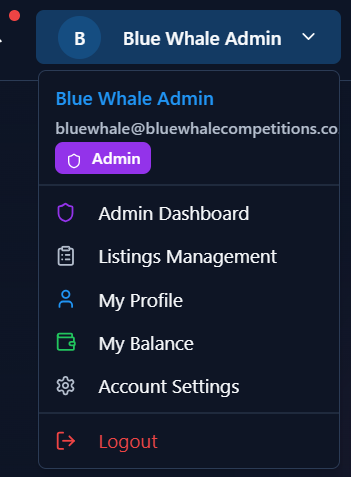 B Blue Whale Admin
Blue Whale Admin
bluewhale@bluewhalecompetitions.co
Admin
Admin Dashboard
Listings Management
My Profile
My Balance
Account Settings
Logout